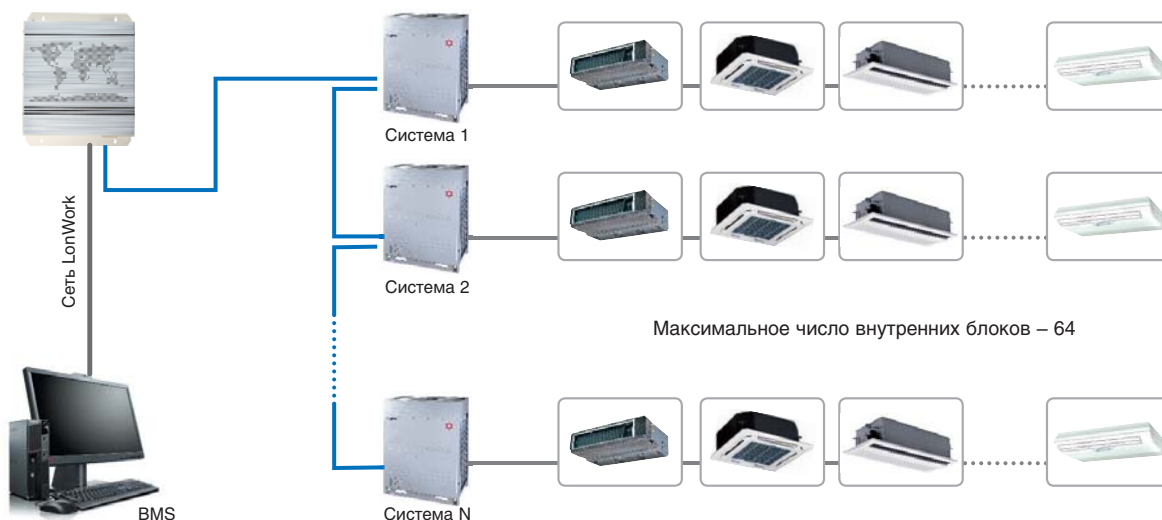 Система 1
Сеть LonWork
Система 2
Максимальное число внутренних блоков – 64
BMS
Система N